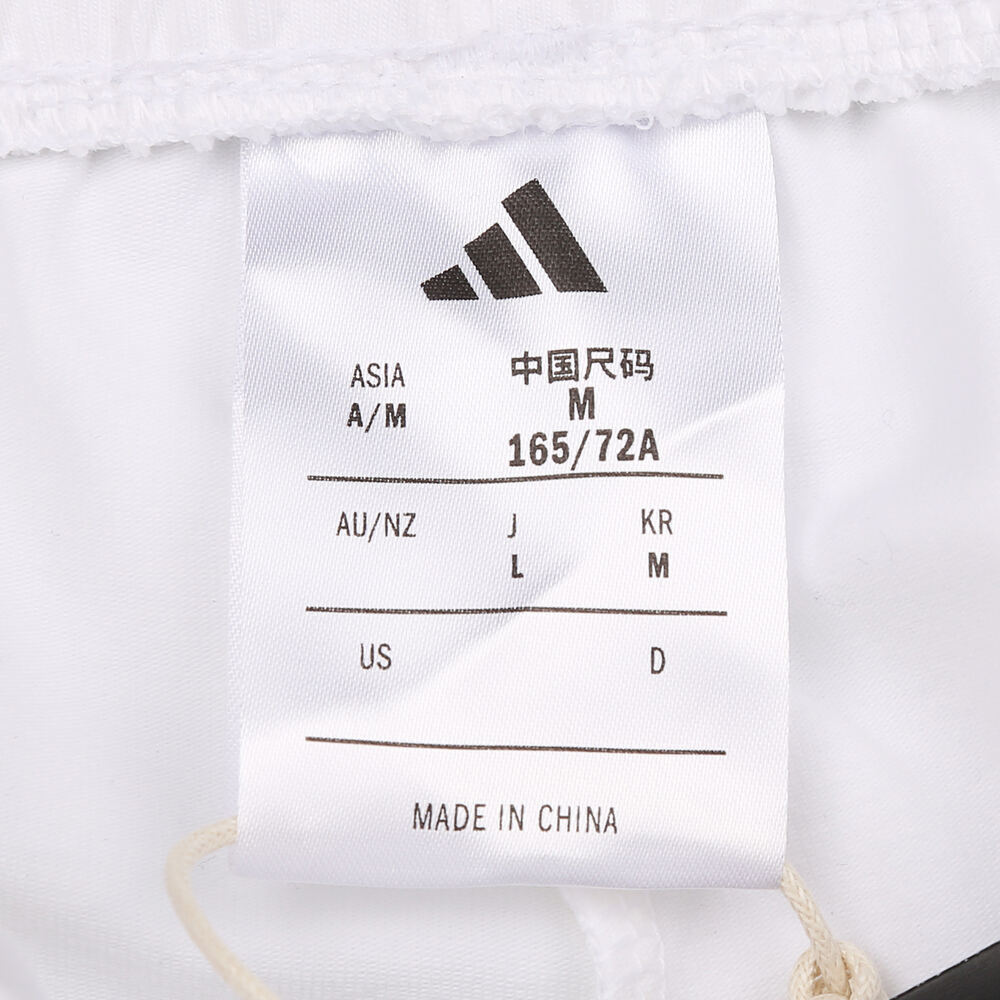 ASIA 中国尺码
A/M M
165/72A
AU/NZ J KR
L M
US D
MADE IN CHINA